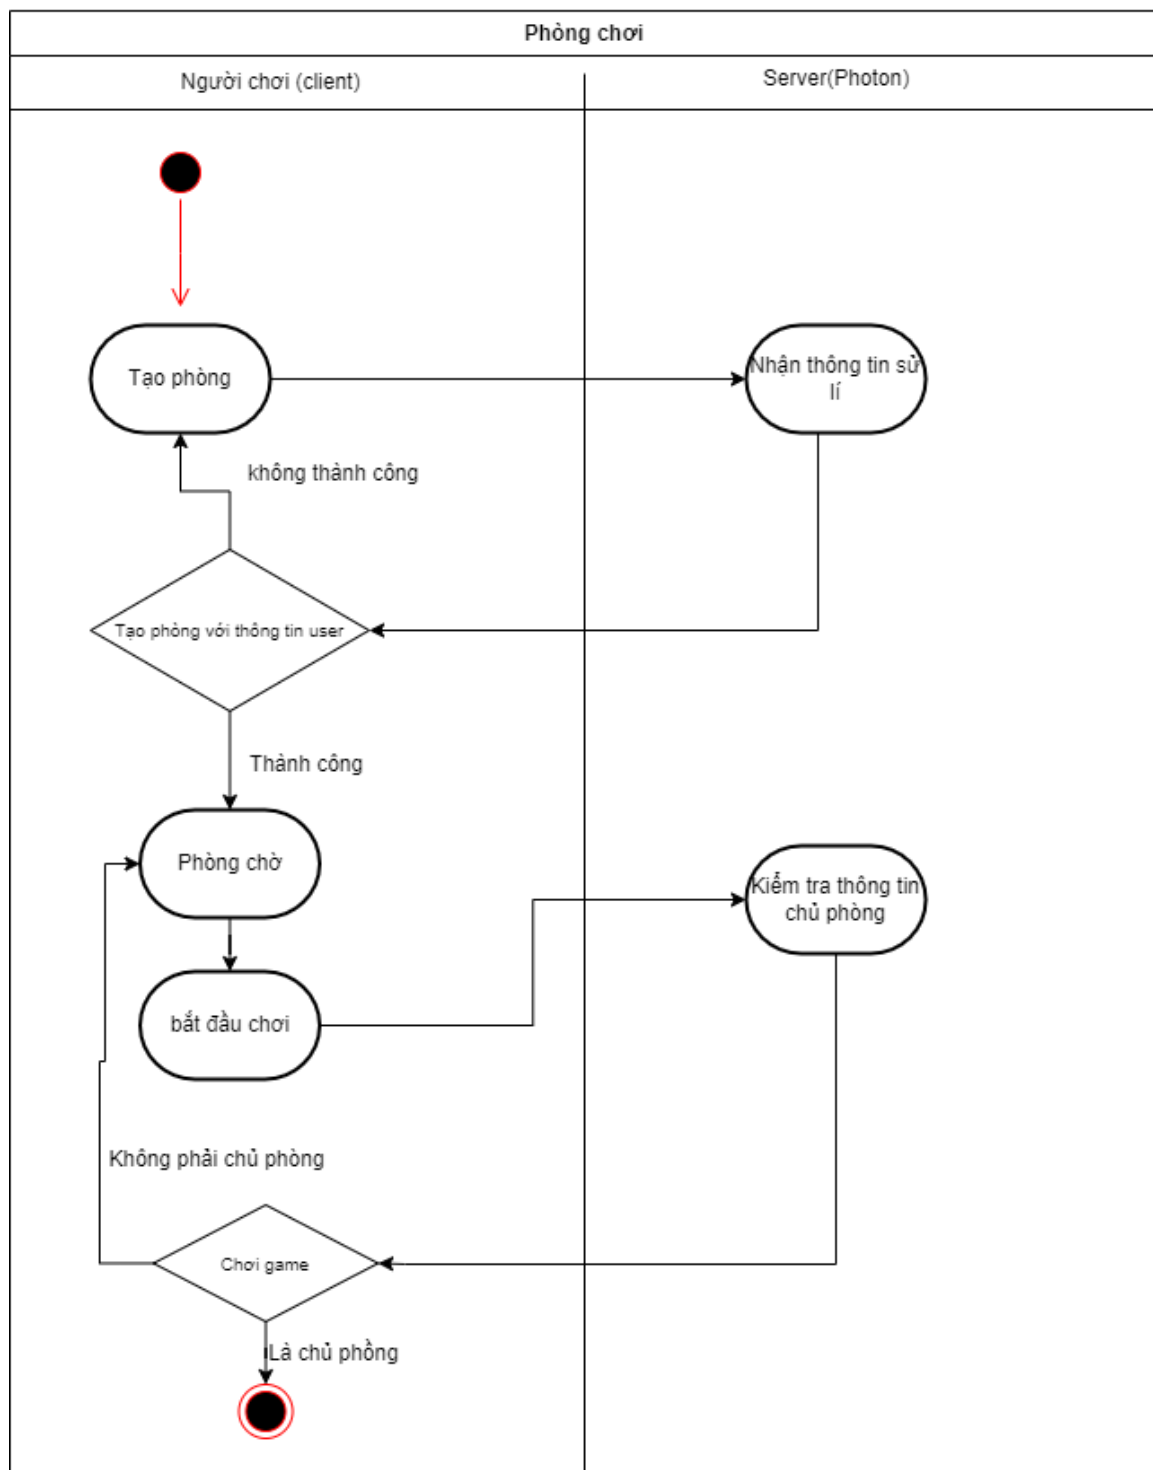 Phòng chơi
Người chơi (client)
Server(Photon)
Tạo phòng
Nhận thông tin sử
lí
không thành công
Tạo phòng với thông tin user
Thành công
Phòng chờ
Kiểm tra thông tin
chủ phòng
bắt đầu chơi
Không phải chủ phòng
Chơi game
Là chủ phồng